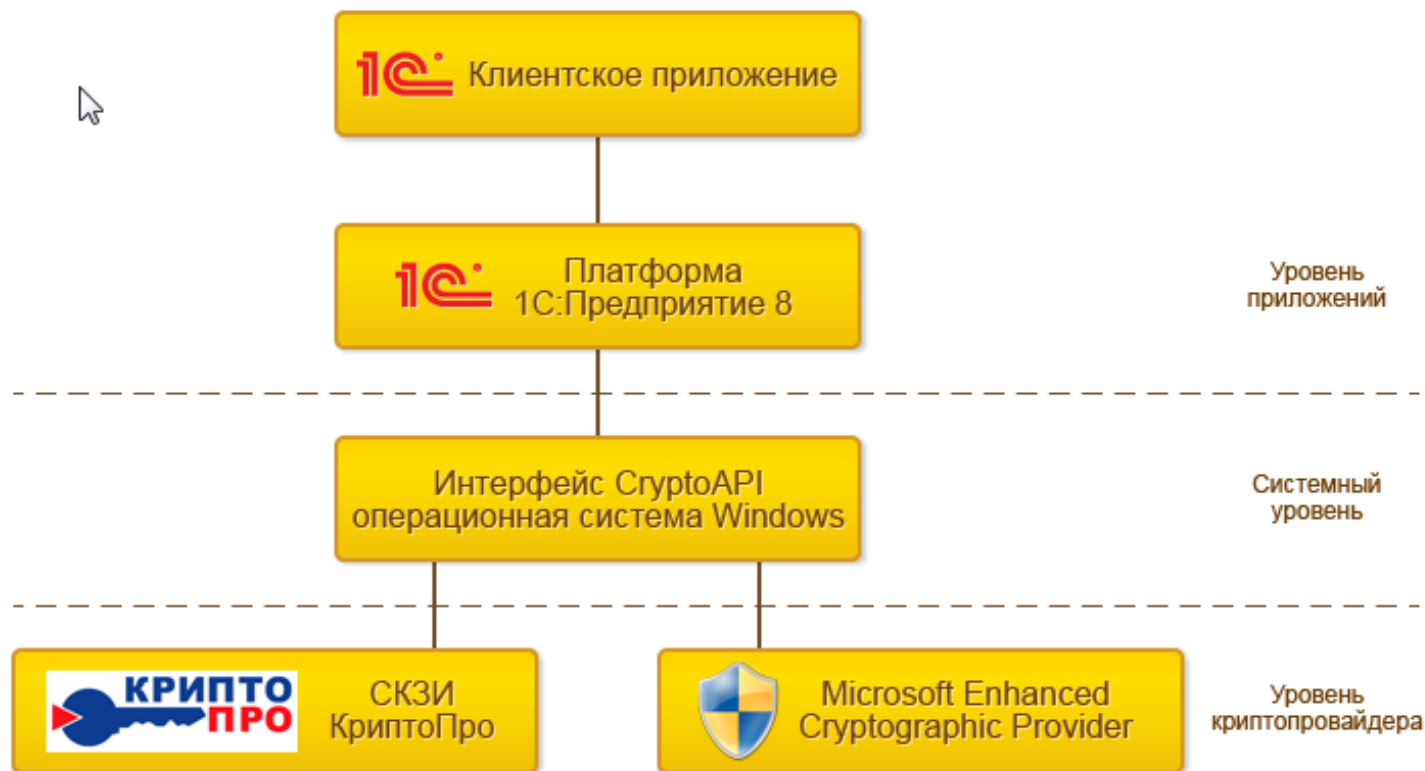 1С Клиентское приложение
1С Платформа
1С:Предприятие 8
Уровень
приложений
Интерфейс CryptoAPI
операционная система Windows
Системный
уровень
КРИПТО
ПРО
СКЗИ
КриптоПро
Microsoft Enhanced
Cryptographic Provider
Уровень
криптопровайдера